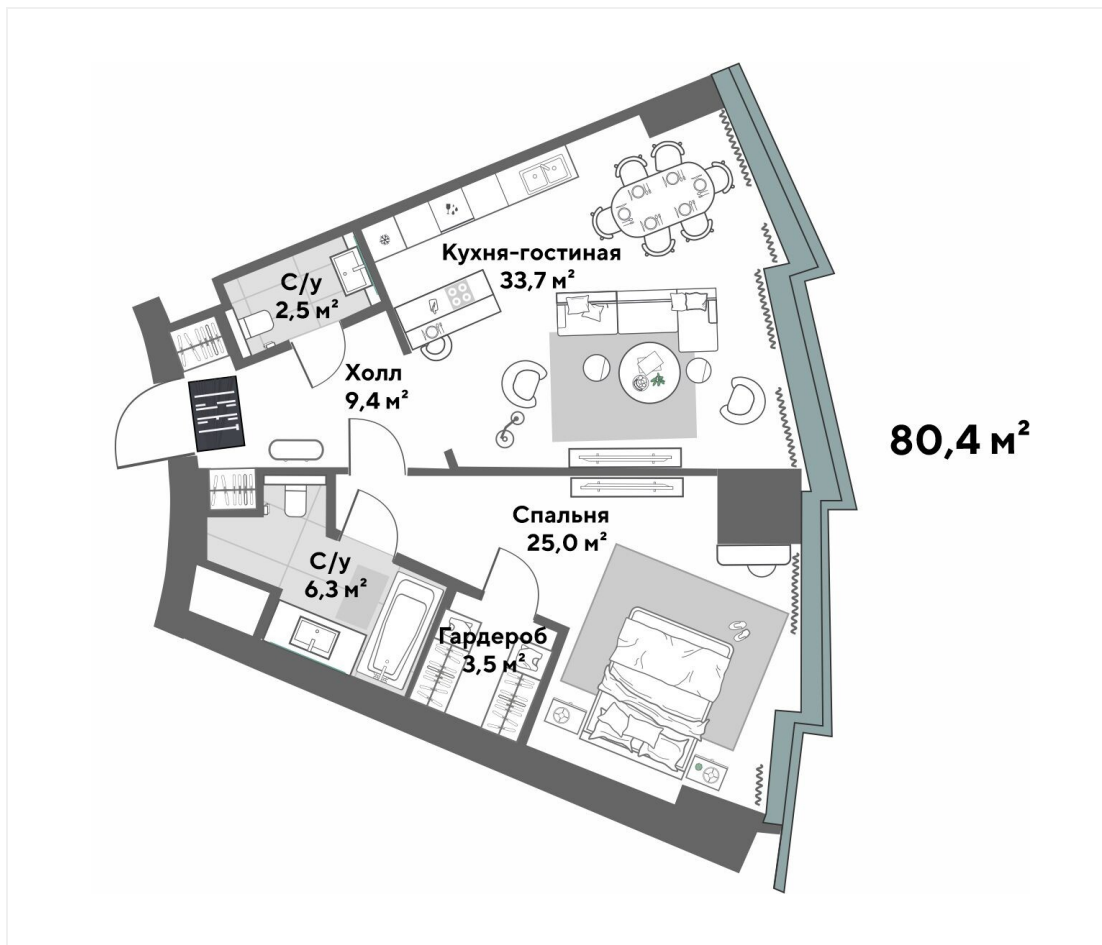 Кухня-гостиная
33,7 м²
С/у
2,5 м²
Холл
9,4 м²
80,4 м²
Спальня
25,0 м²
С/у
6,3 м²
Гардероб
3,5 м²